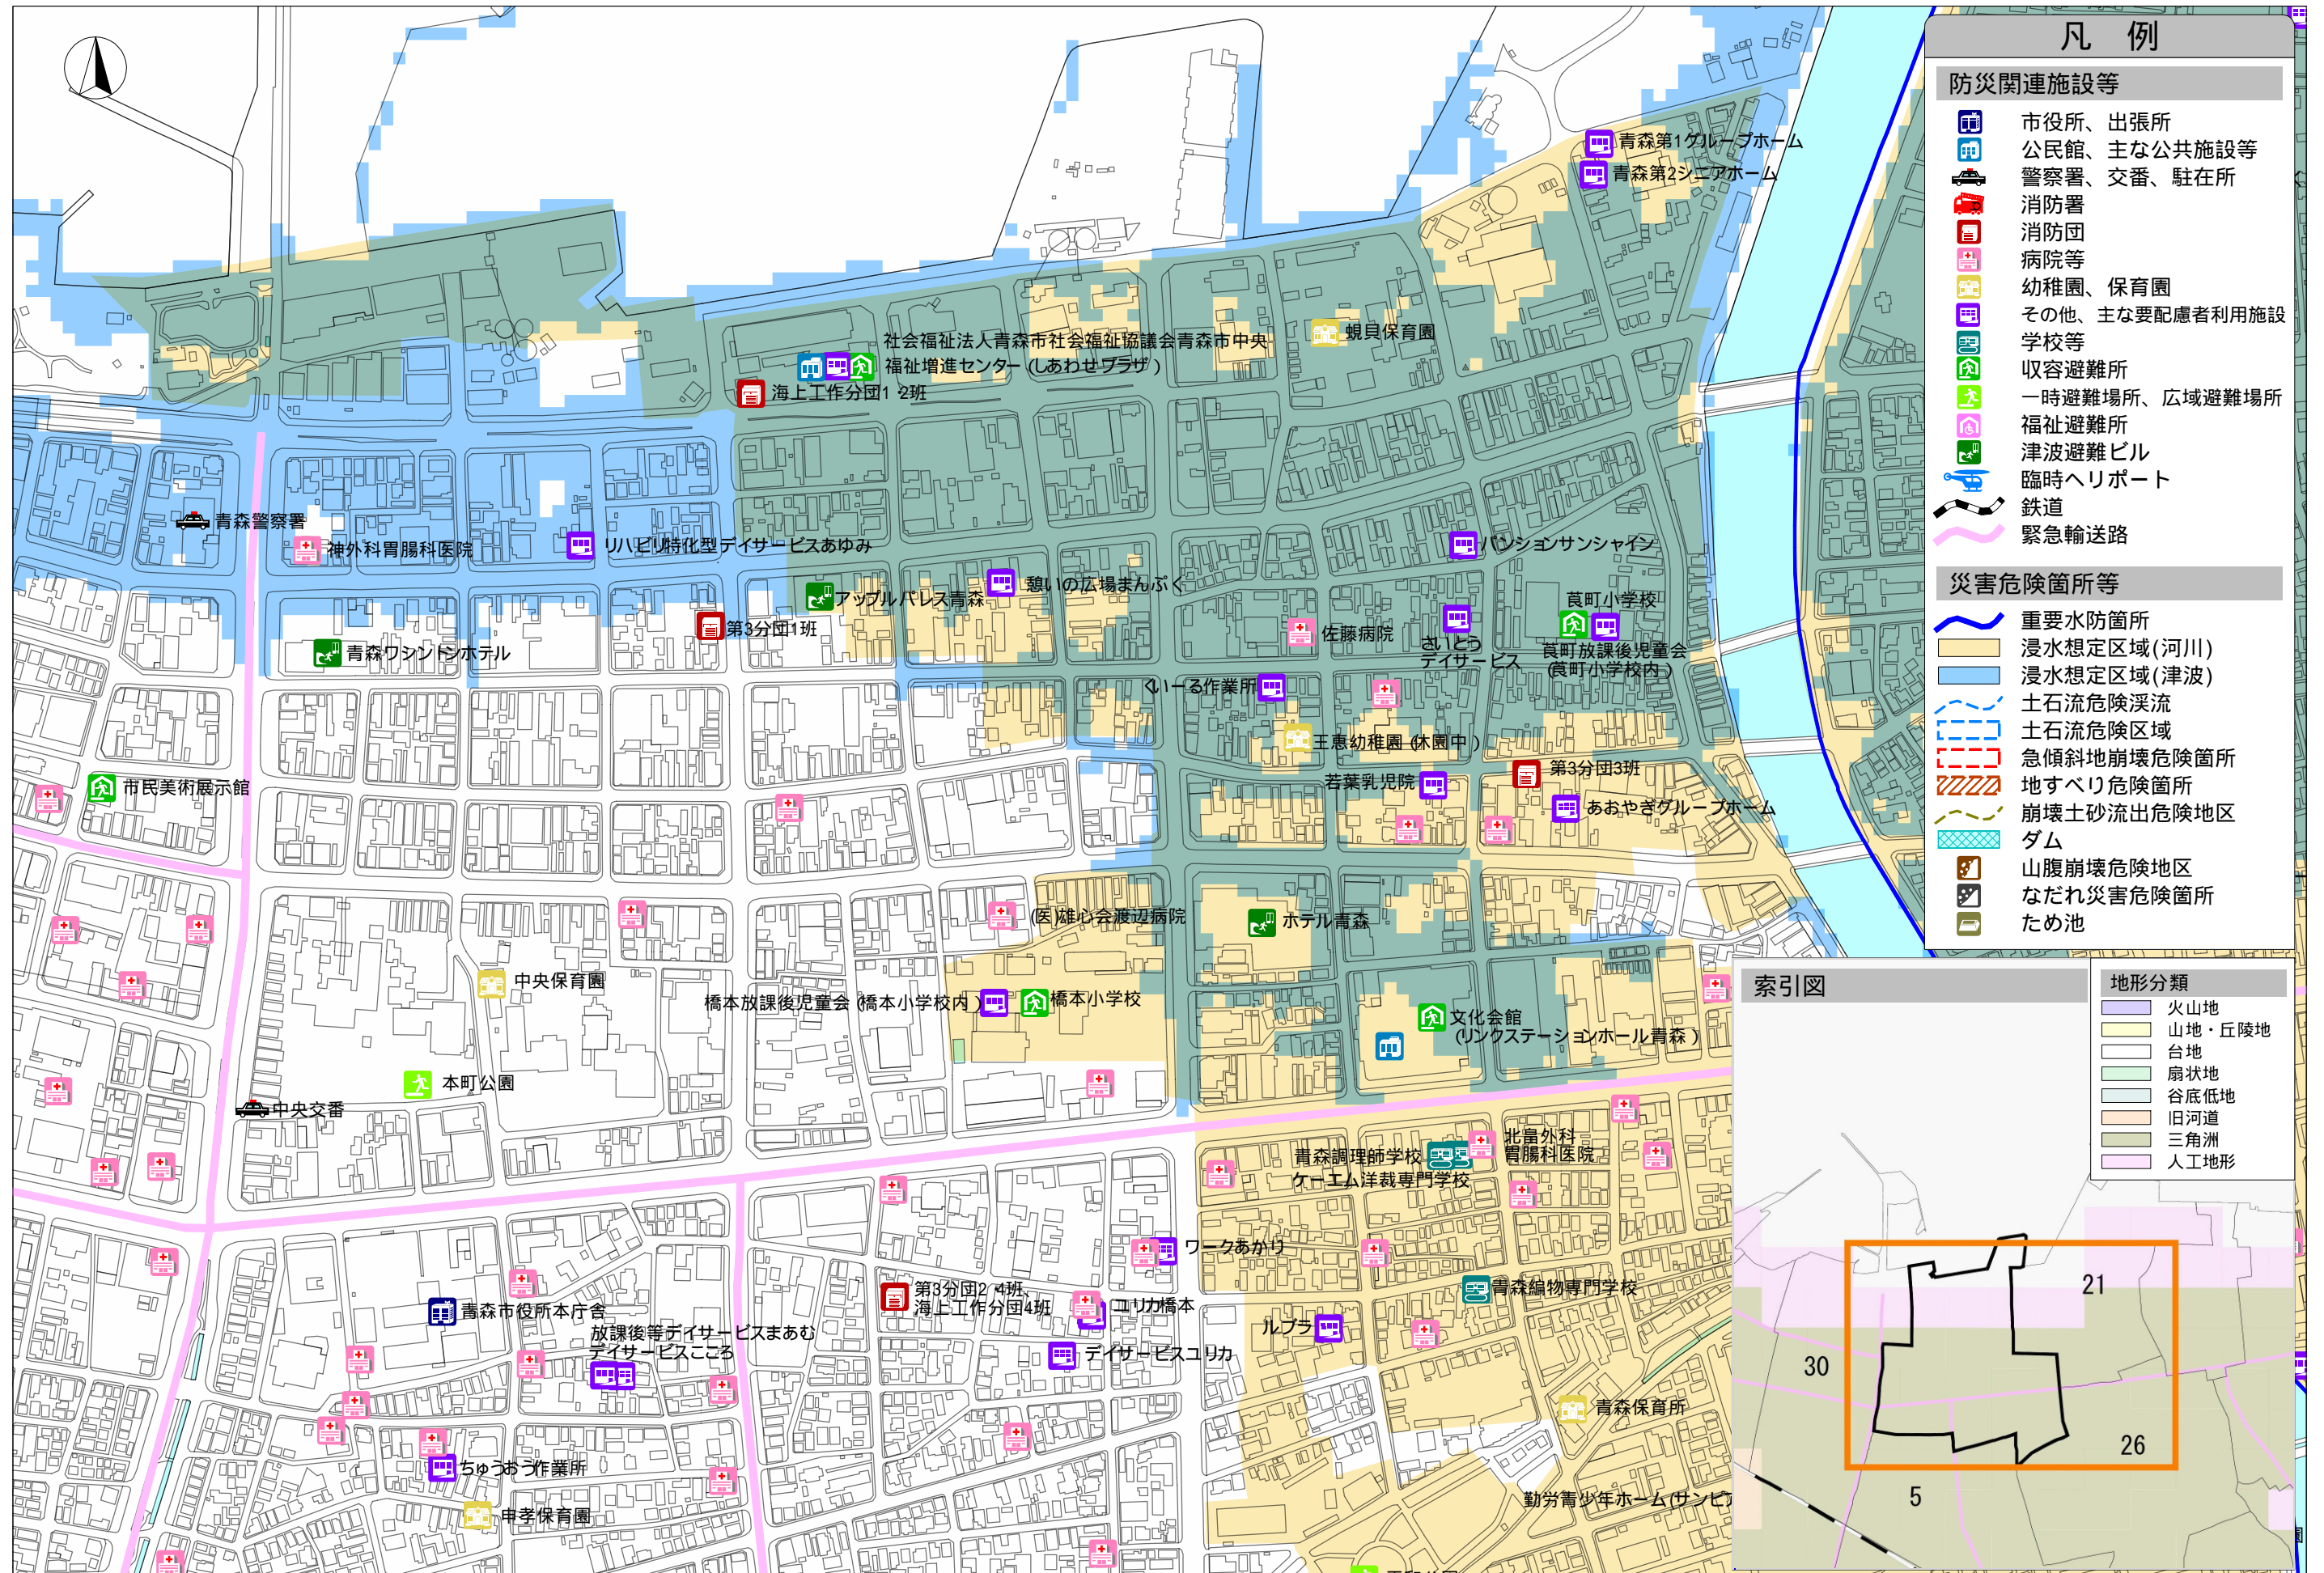 青森第1グループホーム
青森第2シニアホーム
社会福祉法人青森市社会福祉協議会青森市中央
福祉増進センター(しあわせプラザ)
蜆貝保育園
海上工作分団1・2班
青森警察署
神外科胃腸科医院
リハビリ特化型デイサービスあゆみ
パンションサンシャイン
アップルパレス青森
憩いの広場まんぷく
莨町小学校
第3分団1班
佐藤病院
さいとう
デイサービス
莨町放課後児童会
(莨町小学校内)
青森ワシントンホテル
くいーる作業所
王恵幼稚園(休園中)
若葉乳児院
第3分団3班
あおやぎグループホーム
市民美術展示館
(医)雄心会渡辺病院
ホテル青森
中央保育園
橋本放課後児童会(橋本小学校内)
橋本小学校
文化会館
(リンクステーションホール青森)
本町公園
中央交番
青森調理師学校
ケーエム洋裁専門学校
北畠外科
胃腸科医院
ワークあかり
青森編物専門学校
第3分団2・4班、
海上工作分団4班
ユリカ橋本
ルブラ
青森市役所本庁舎
放課後等デイサービスまあむ
デイサービスこころ
デイサービスユリカ
青森保育所
ちゅうおう作業所
申孝保育園
勤労青少年ホーム(サンピ
凡 例
防災関連施設等
市役所、出張所
公民館、主な公共施設等
警察署、交番、駐在所
消防署
消防団
病院等
幼稚園、保育園
その他、主な要配慮者利用施設
学校等
収容避難所
一時避難場所、広域避難場所
福祉避難所
津波避難ビル
臨時ヘリポート
鉄道
緊急輸送路
災害危険箇所等
重要水防箇所
浸水想定区域(河川)
浸水想定区域(津波)
土石流危険渓流
土石流危険区域
急傾斜地崩壊危険箇所
地すべり危険箇所
崩壊土砂流出危険地区
ダム
山腹崩壊危険地区
なだれ災害危険箇所
ため池
索引図
地形分類
火山地
山地・丘陵地
台地
扇状地
谷底低地
旧河道
三角洲
人工地形
21
30
26
5